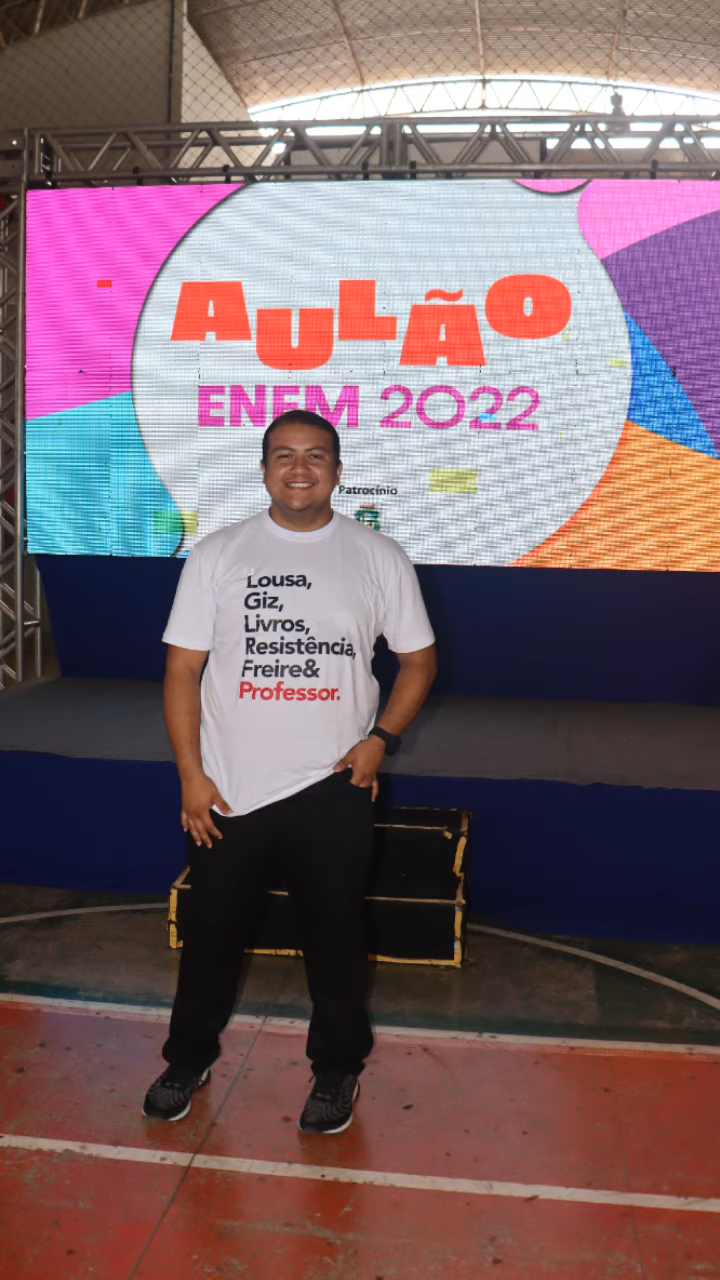 AULÃO
ENEM 2022
Patrocínio
Lousa,
Giz,
Livros,
Resistência,
Freire&
Professor.